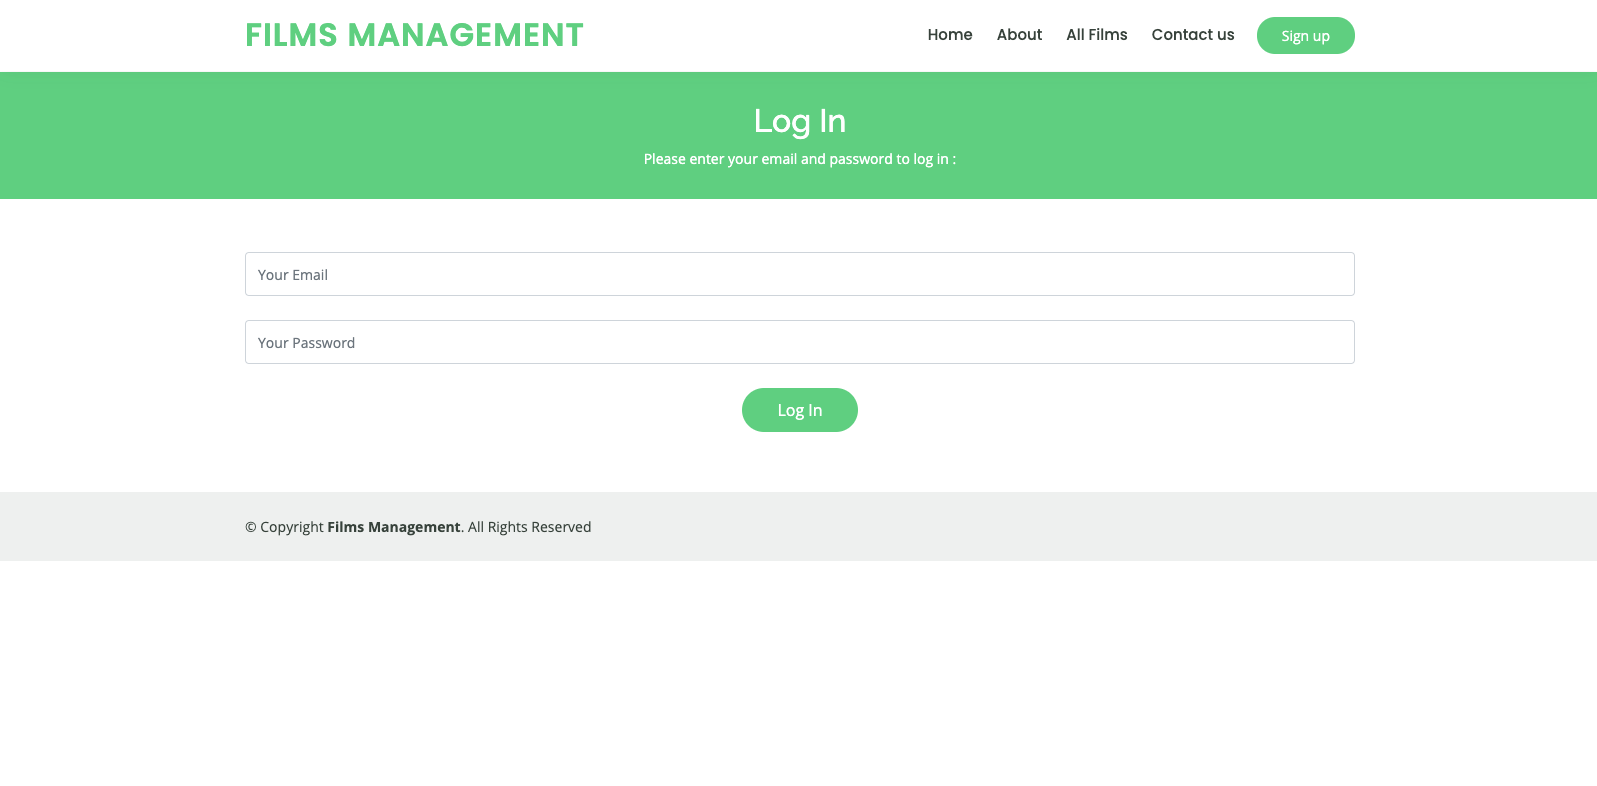 FILMS MANAGEMENT
Home About All Films Contact us Sign up
Log In
Please enter your email and password to log in :
Your Email
Your Password
Log In
© Copyright Films Management. All Rights Reserved